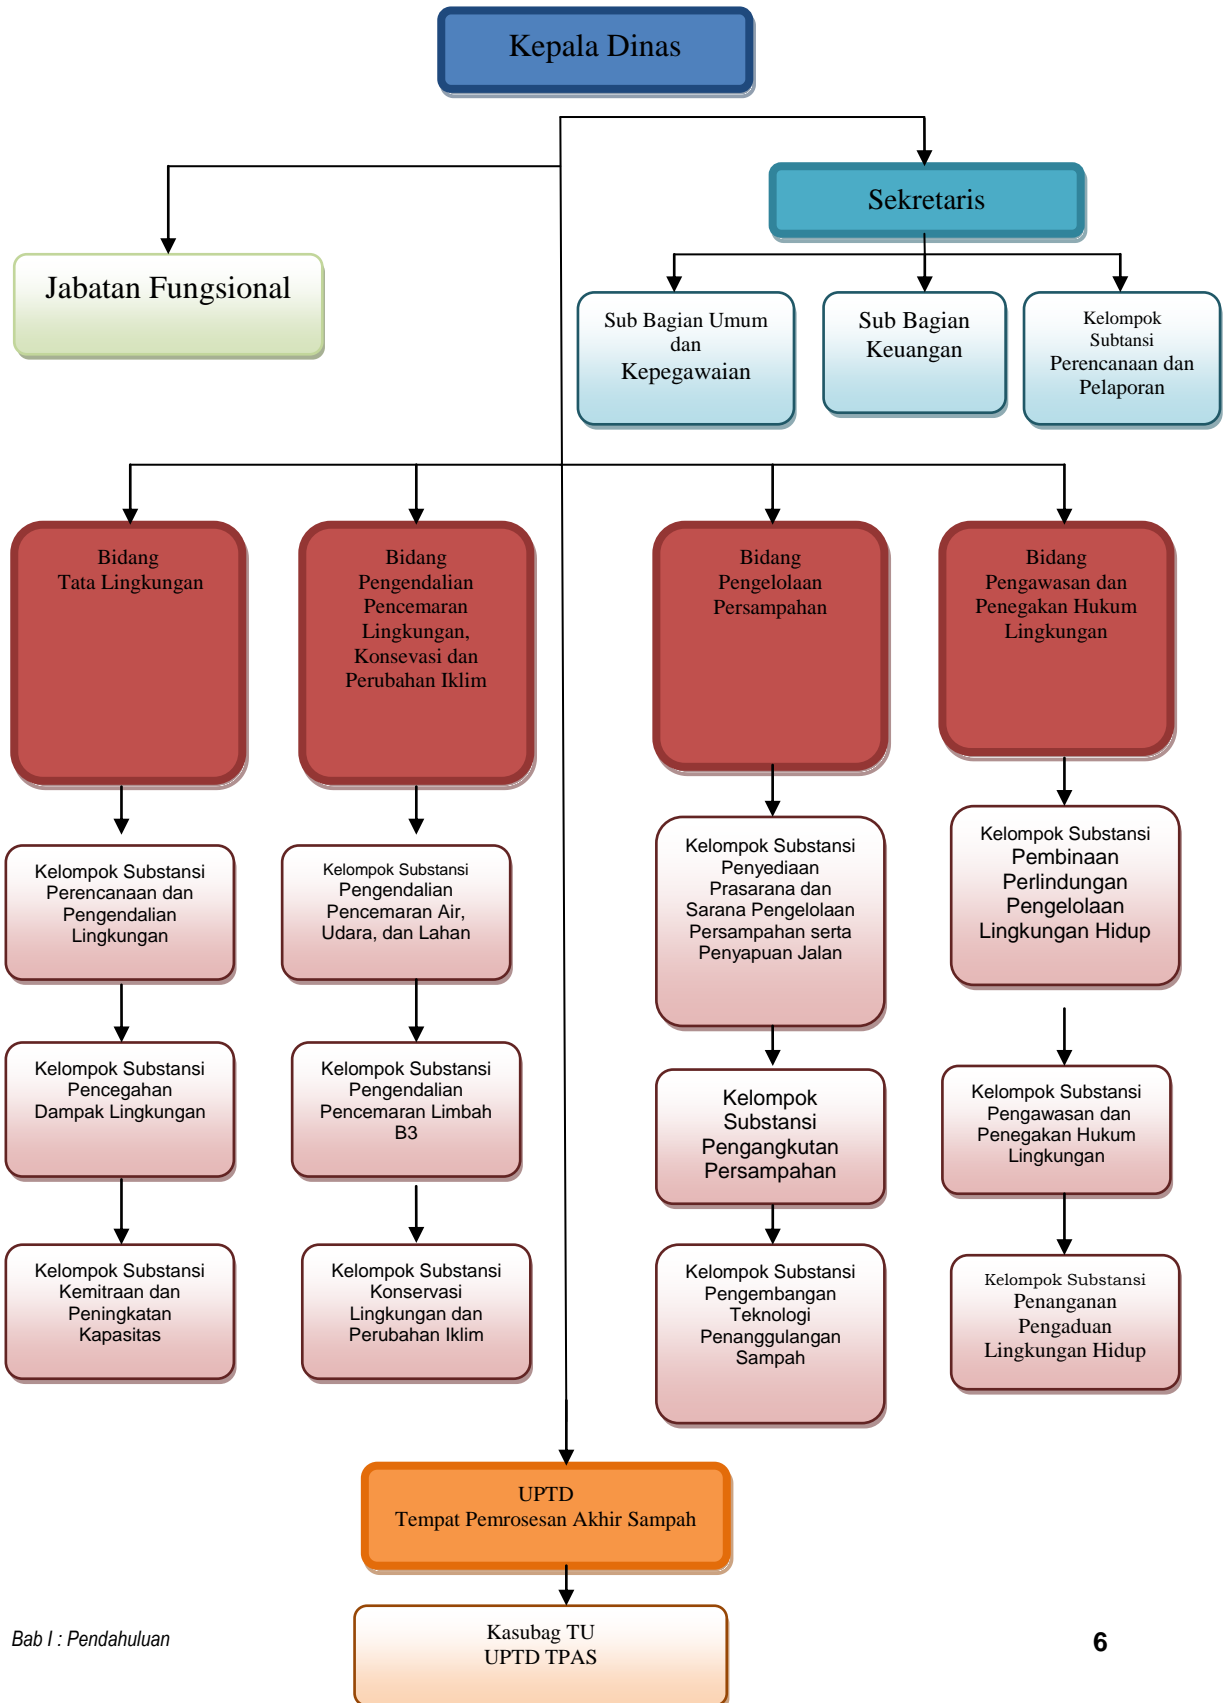 Kepala Dinas
Sekretaris
Jabatan Fungsional
Sub Bagian Umum
dan
Kepegawaian
Sub Bagian
Keuangan
Kelompok
Subtansi
Perencanaan dan
Pelaporan
Bidang
Tata Lingkungan
Bidang
Pengendalian
Pencemaran
Lingkungan,
Konsevasi dan
Perubahan Iklim
Bidang
Pengelolaan
Persampahan
Bidang
Pengawasan dan
Penegakan Hukum
Lingkungan
Kelompok Substansi
Perencanaan dan
Pengendalian
Lingkungan
Kelompok Substansi
Pengendalian
Pencemaran Air,
Udara, dan Lahan
Kelompok Substansi
Penyediaan
Prasarana dan
Sarana Pengelolaan
Persampahan serta
Penyapuan Jalan
Kelompok Substansi
Pembinaan
Perlindungan
Pengelolaan
Lingkungan Hidup
Kelompok Substansi
Pencegahan
Dampak Lingkungan
Kelompok Substansi
Pengendalian
Pencemaran Limbah
B3
Kelompok
Substansi
Pengangkutan
Persampahan
Kelompok Substansi
Pengawasan dan
Penegakan Hukum
Lingkungan
Kelompok Substansi
Kemitraan dan
Peningkatan
Kapasitas
Kelompok Substansi
Konservasi
Lingkungan dan
Perubahan Iklim
Kelompok Substansi
Pengembangan
Teknologi
Penanggulangan
Sampah
Kelompok Substansi
Penanganan
Pengaduan
Lingkungan Hidup
UPTD
Tempat Pemrosesan Akhir Sampah
Kasubag TU
UPTD TPAS
Bab I : Pendahuluan
6